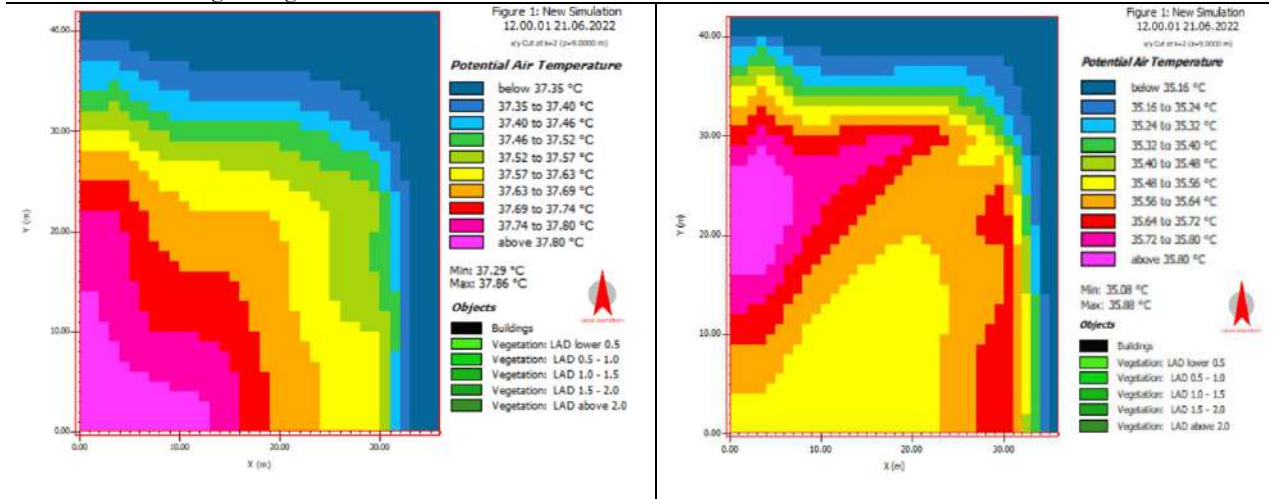 Figure 1: New Simulation
12.00.01 21.06.2022
x/y Cut at k=2 (z=9.0000 m)
Potential Air Temperature
below 37.35 °C
37.35 to 37.40 °C
37.40 to 37.46 °C
37.46 to 37.52 °C
37.52 to 37.57 °C
37.57 to 37.63 °C
37.63 to 37.69 °C
37.69 to 37.74 °C
37.74 to 37.80 °C
above 37.80 °C
Min: 37.29 °C
Max: 37.86 °C
Objects
Buildings
Vegetation: LAD lower 0.5
Vegetation: LAD 0.5 - 1.0
Vegetation: LAD 1.0 - 1.5
Vegetation: LAD 1.5 - 2.0
Vegetation: LAD above 2.0
40.00
30.00
20.00
10.00
0.00
Y (m)
0.00 10.00 20.00 30.00
X (m)
Figure 1: New Simulation
12.00.01 21.06.2022
x/y Cut at k=2 (z=9.0000 m)
Potential Air Temperature
below 35.16 °C
35.16 to 35.24 °C
35.24 to 35.32 °C
35.32 to 35.40 °C
35.40 to 35.48 °C
35.48 to 35.56 °C
35.56 to 35.64 °C
35.64 to 35.72 °C
35.72 to 35.80 °C
above 35.80 °C
Min: 35.08 °C
Max: 35.88 °C
Objects
Buildings
Vegetation: LAD lower 0.5
Vegetation: LAD 0.5 - 1.0
Vegetation: LAD 1.0 - 1.5
Vegetation: LAD 1.5 - 2.0
Vegetation: LAD above 2.0
40.00
30.00
20.00
10.00
0.00
Y (m)
0.00 10.00 20.00 30.00
X (m)